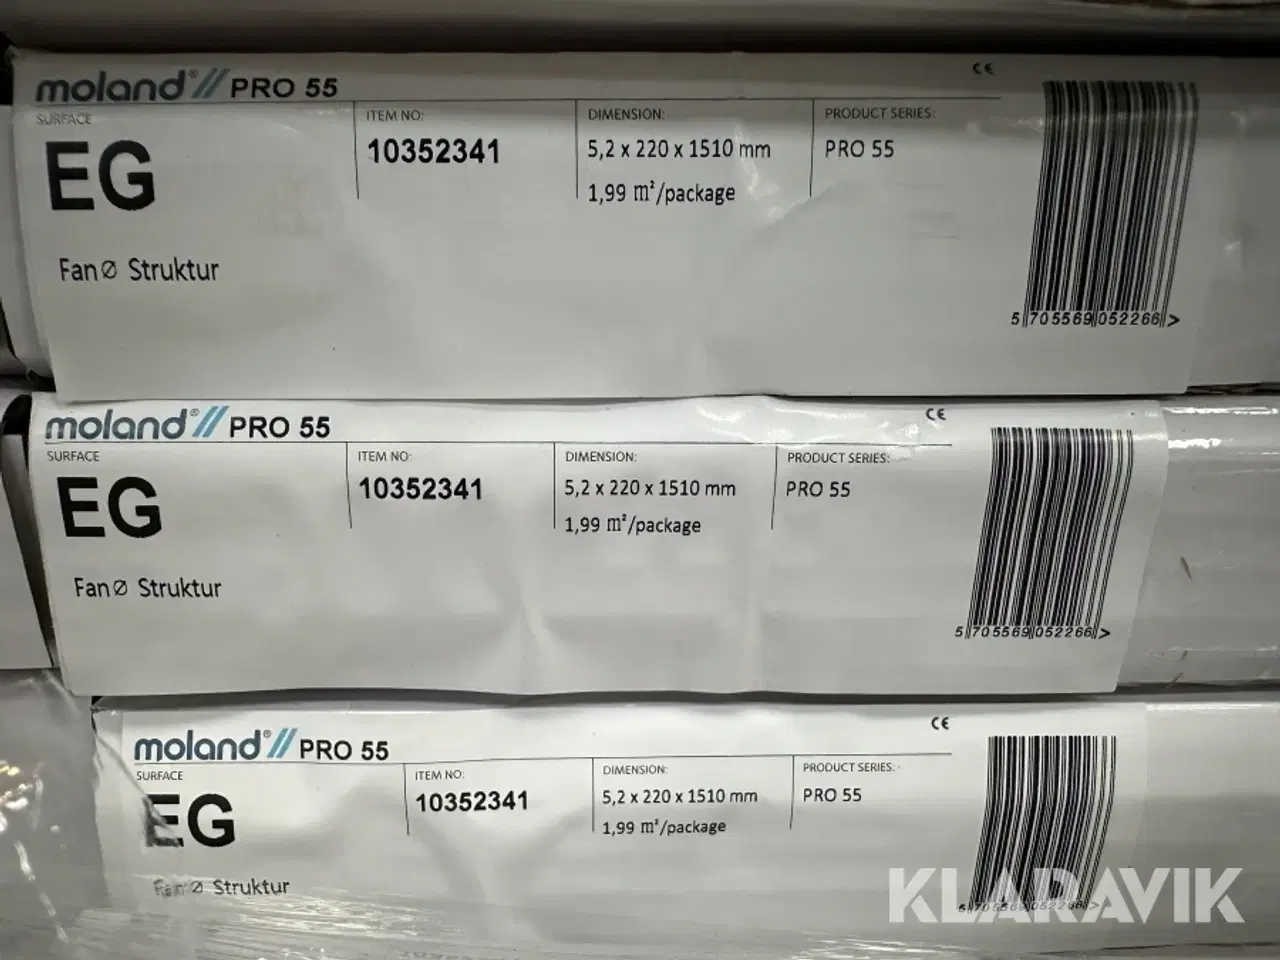 moland® PRO 55
CE
SURFACE
EG
FanØ Struktur
ITEM NO:
10352341
DIMENSION:
5,2 x 220 x 1510 mm
1,99 m²/package
PRODUCT SERIES:
PRO 55
5 705569 052266 >
moland® PRO 55
CE
SURFACE
EG
FanØ Struktur
ITEM NO:
10352341
DIMENSION:
5,2 x 220 x 1510 mm
1,99 m²/package
PRODUCT SERIES:
PRO 55
5 705569 052266 >
moland® PRO 55
CE
SURFACE
EG
FanØ Struktur
ITEM NO:
10352341
DIMENSION:
5,2 x 220 x 1510 mm
1,99 m²/package
PRODUCT SERIES:
PRO 55
5 705569 052266 >
KLARAVIK